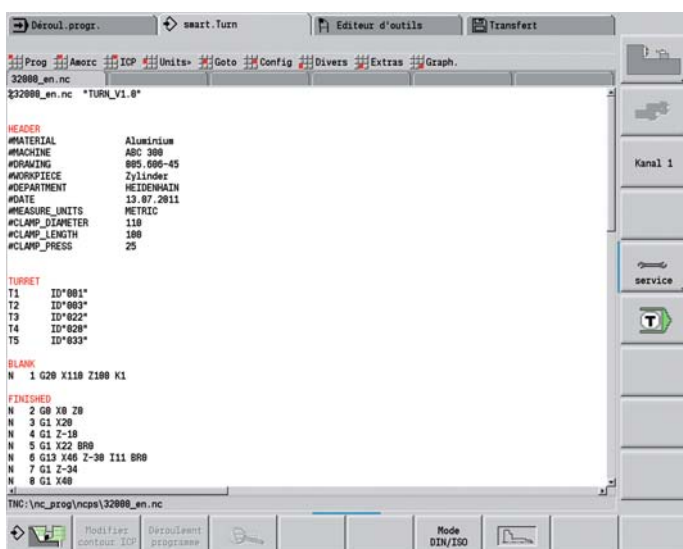 Déroul.progr. smart.Turn Editeur d'outils Transfert
Prog Amorc ICP Units» Goto Config Divers Extras Graph.
32000_en.nc
%32000_en.nc "TURN_V1.0"
HEADER
#MATERIAL Aluminium
#MACHINE ABC 300
#DRAWING 005.606-45
#WORKPIECE Zylinder
#DEPARTMENT HEIDENHAIN
#DATE 13.07.2011
#MEASURE_UNITS METRIC
#CLAMP_DIAMETER 110
#CLAMP_LENGTH 100
#CLAMP_PRESS 25
TURRET
T1 ID"001"
T2 ID"003"
T3 ID"022"
T4 ID"020"
T5 ID"033"
BLANK
N 1 G20 X110 Z100 K1
FINISHED
N 2 G0 X0 Z0
N 3 G1 X20
N 4 G1 Z-18
N 5 G1 X22 BR0
N 6 G13 X46 Z-30 I11 BR0
N 7 G1 Z-34
N 8 G1 X40
TNC:\nc_prog\ncps\32000_en.nc
Modifier contour ICP
Déroulemnt programme
Mode DIN/ISO
Kanal 1
service
T